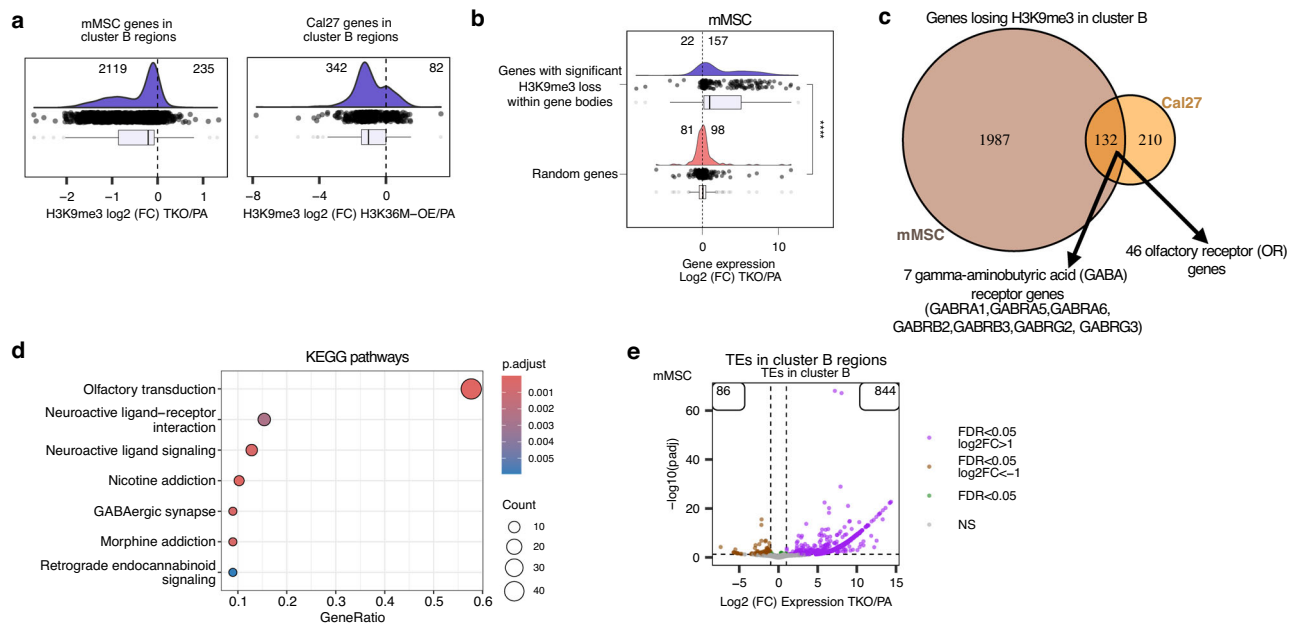 a
mMSC genes in
cluster B regions
2119
235
−2
−1
0
1
H3K9me3 log2 (FC) TKO/PA
Cal27 genes in
cluster B regions
342
82
−8
−4
0
H3K9me3 log2 (FC) H3K36M−OE/PA
b
mMSC
22
157
Genes with significant
H3K9me3 loss
within gene bodies
81
98
Random genes
****
0
10
Gene expression
Log2 (FC) TKO/PA
c
Genes losing H3K9me3 in cluster B
Cal27
1987
132
210
mMSC
46 olfactory receptor (OR)
genes
7 gamma-aminobutyric acid (GABA)
receptor genes
(GABRA1,GABRA5,GABRA6,
GABRB2,GABRB3,GABRG2, GABRG3)
d
KEGG pathways
Olfactory transduction
Neuroactive ligand−receptor
interaction
Neuroactive ligand signaling
Nicotine addiction
GABAergic synapse
Morphine addiction
Retrograde endocannabinoid
signaling
0.1
0.2
0.3
0.4
0.5
0.6
GeneRatio
p.adjust
0.001
0.002
0.003
0.004
0.005
Count
10
20
30
40
e
TEs in cluster B regions
mMSC
TEs in cluster B
86
844
60
40
20
0
−log10(padj)
−5
0
5
10
15
Log2 (FC) Expression TKO/PA
FDR<0.05
log2FC>1
FDR<0.05
log2FC<−1
FDR<0.05
NS